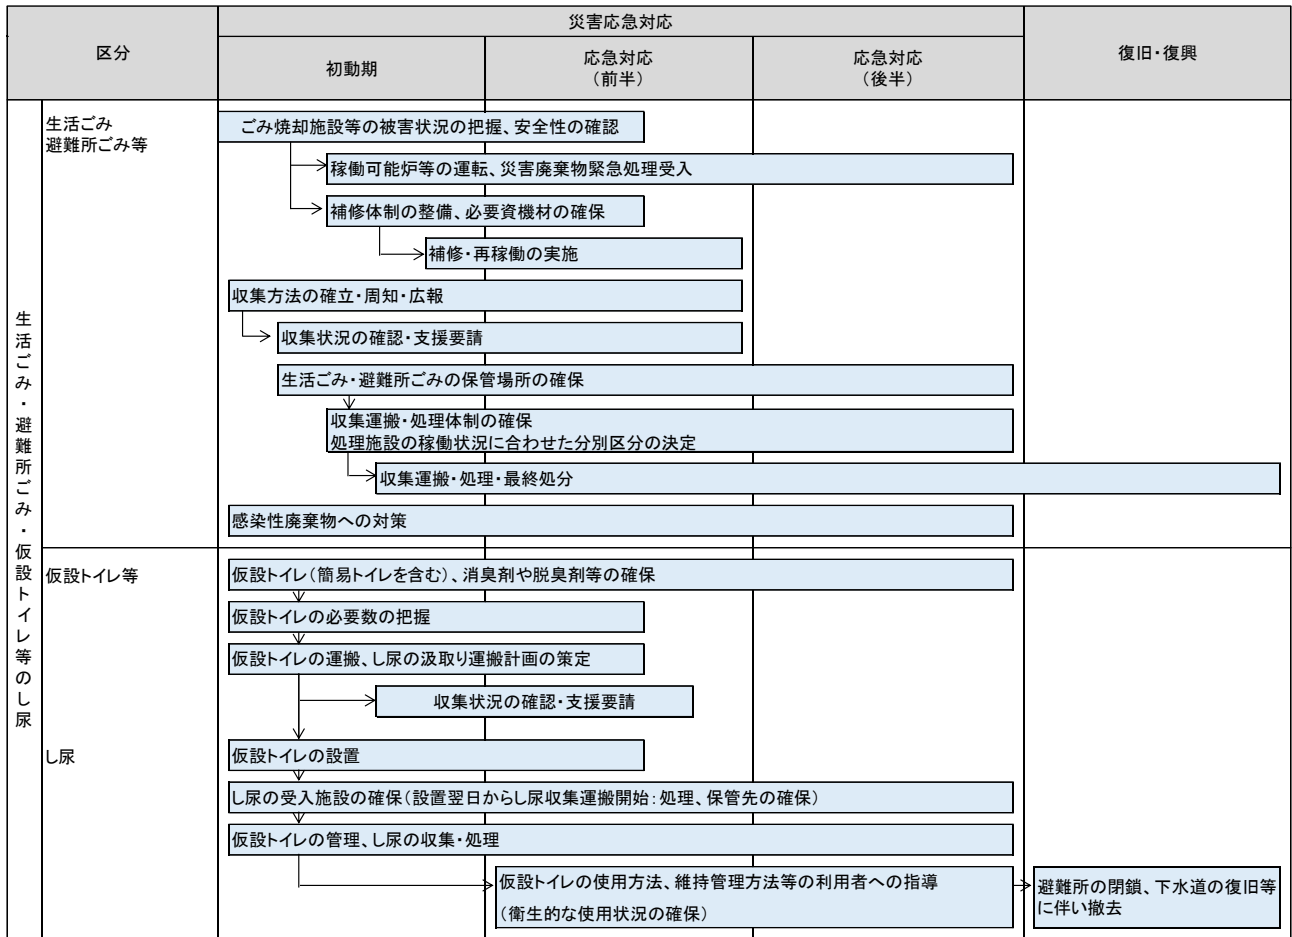 区分
災害応急対応
初動期
応急対応
（前半）
応急対応
（後半）
復旧・復興
生活ごみ・避難所ごみ・仮設トイレ等のし尿
生活ごみ
避難所ごみ等
ごみ焼却施設等の被害状況の把握、安全性の確認
稼働可能炉等の運転、災害廃棄物緊急処理受入
補修体制の整備、必要資機材の確保
補修・再稼働の実施
収集方法の確立・周知・広報
収集状況の確認・支援要請
生活ごみ・避難所ごみの保管場所の確保
収集運搬・処理体制の確保
処理施設の稼働状況に合わせた分別区分の決定
収集運搬・処理・最終処分
感染性廃棄物への対策
仮設トイレ等
仮設トイレ（簡易トイレを含む）、消臭剤や脱臭剤等の確保
仮設トイレの必要数の把握
仮設トイレの運搬、し尿の汲取り運搬計画の策定
収集状況の確認・支援要請
し尿
仮設トイレの設置
し尿の受入施設の確保（設置翌日からし尿収集運搬開始：処理、保管先の確保）
仮設トイレの管理、し尿の収集・処理
仮設トイレの使用方法、維持管理方法等の利用者への指導
（衛生的な使用状況の確保）
避難所の閉鎖、下水道の復旧等
に伴い撤去